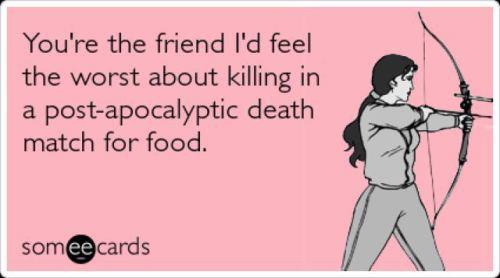 You're the friend I'd feel
the worst about killing in
a post-apocalyptic death
match for food.
someecards